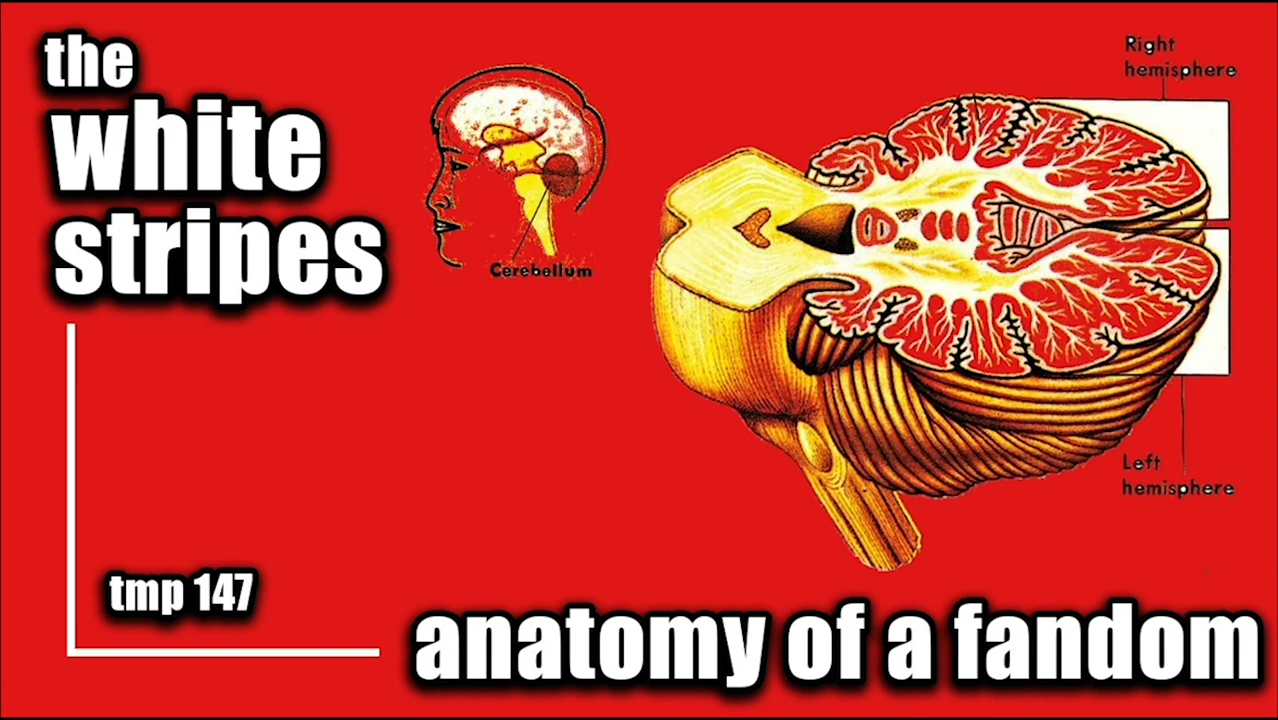 the
white
stripes
Cerebellum
Right
hemisphere
Left
hemisphere
tmp 147
anatomy of a fandom